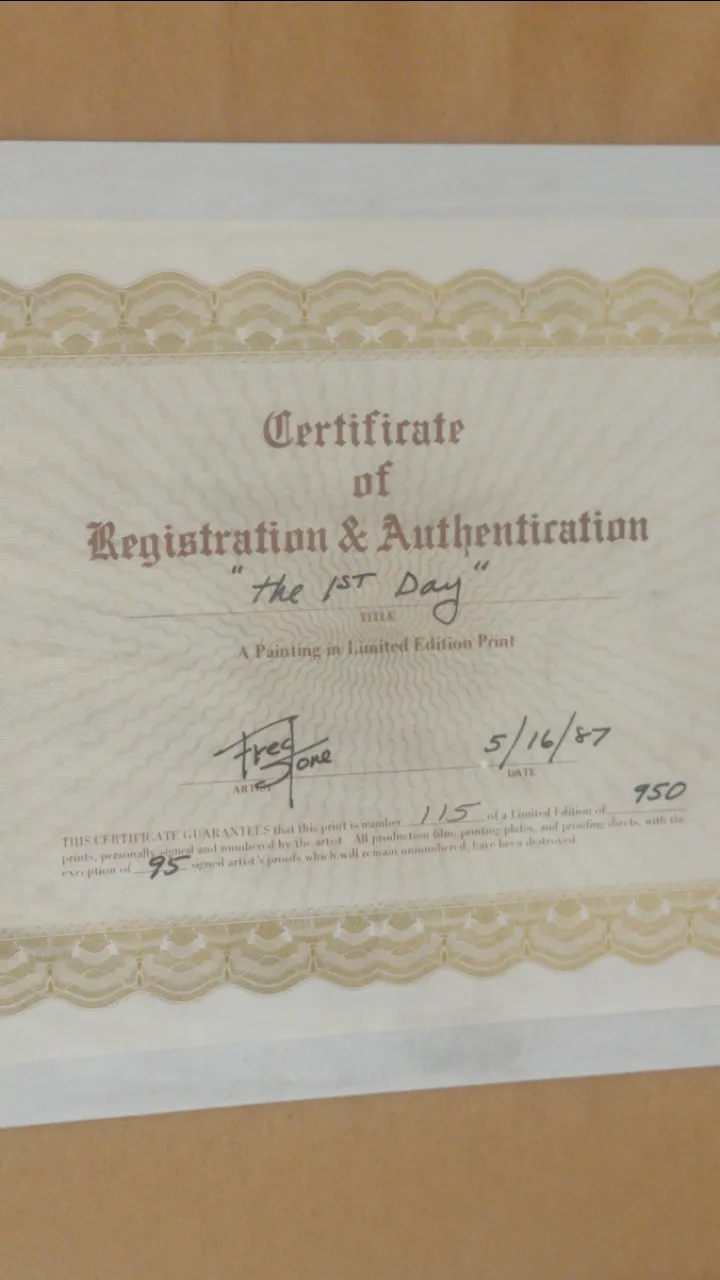 Certificate
of
Registration & Authentication
"the 1ST Day"
TITLE
A Painting in Limited Edition Print
Fred Stone
5/16/87
ARTIST
DATE
THIS CERTIFICATE GUARANTEES that this print is number 115 of a Limited Edition of 950
prints, personally signed and numbered by the artist. All production film, printing plates, and proofing sheets, with the
exception of 95 signed artist's proofs which will remain unnumbered, have been destroyed.